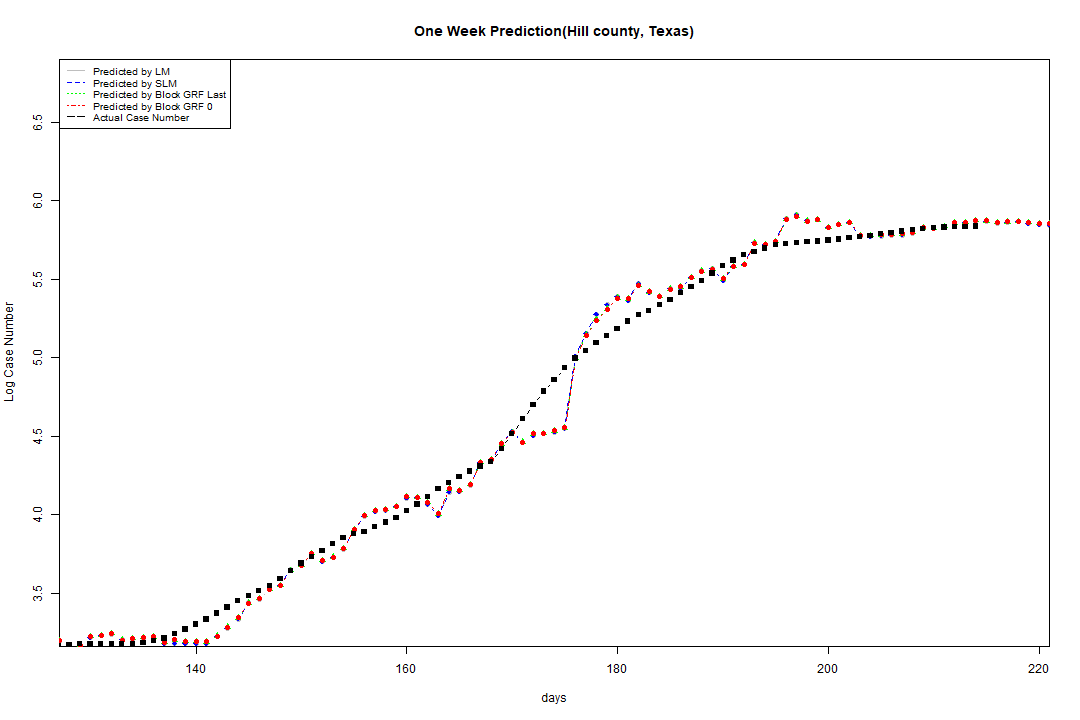 One Week Prediction(Hill county, Texas)
Predicted by LM
Predicted by SLM
Predicted by Block GRF Last
Predicted by Block GRF 0
Actual Case Number
6.5
6.0
5.5
5.0
4.5
4.0
3.5
Log Case Number
140 160 180 200 220
days